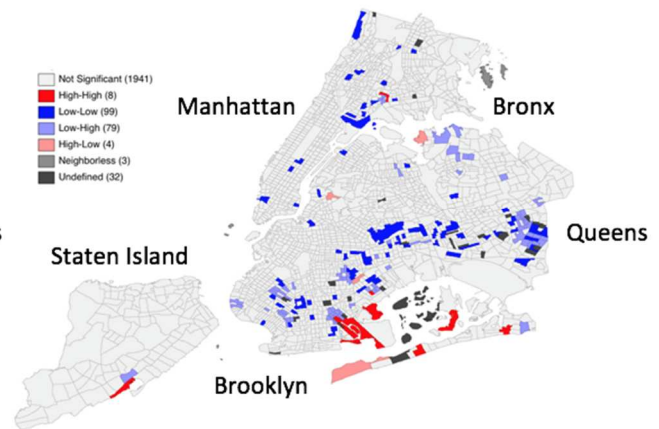 Not Significant (1941)
High-High (8)
Low-Low (99)
Low-High (79)
High-Low (4)
Neighborless (3)
Undefined (32)
Manhattan
Bronx
s
Queens
Staten Island
Brooklyn